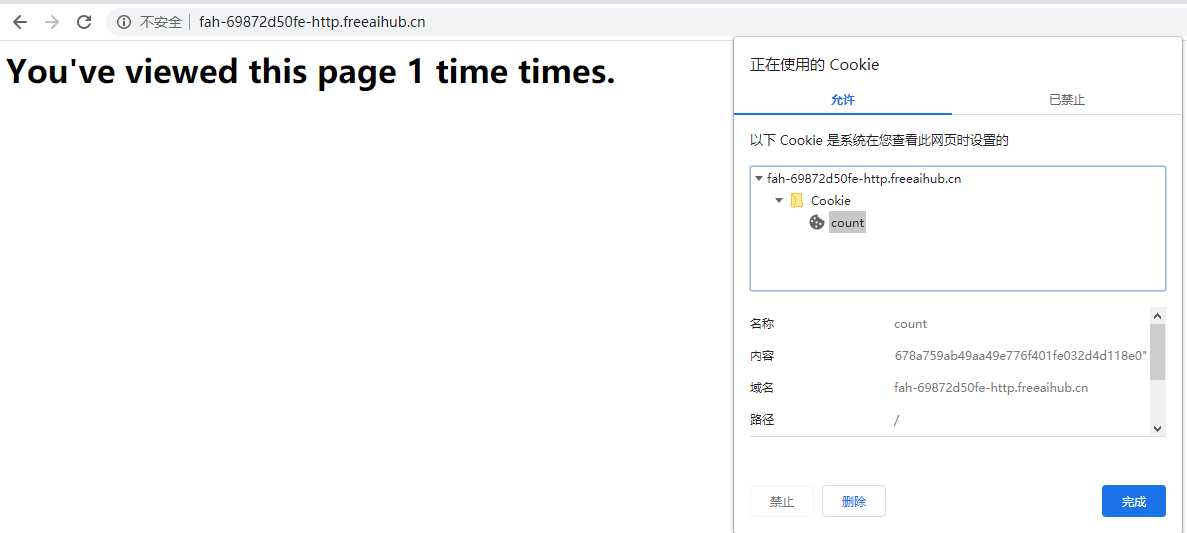 不安全 fah-69872d50fe-http.freeaihub.cn
You've viewed this page 1 time times.
正在使用的 Cookie
允许 已禁止
以下 Cookie 是系统在您查看此网页时设置的
fah-69872d50fe-http.freeaihub.cn
Cookie
count
名称 count
内容 678a759ab49aa49e776f401fe032d4d118e0"
域名 fah-69872d50fe-http.freeaihub.cn
路径 /
禁止 删除 完成